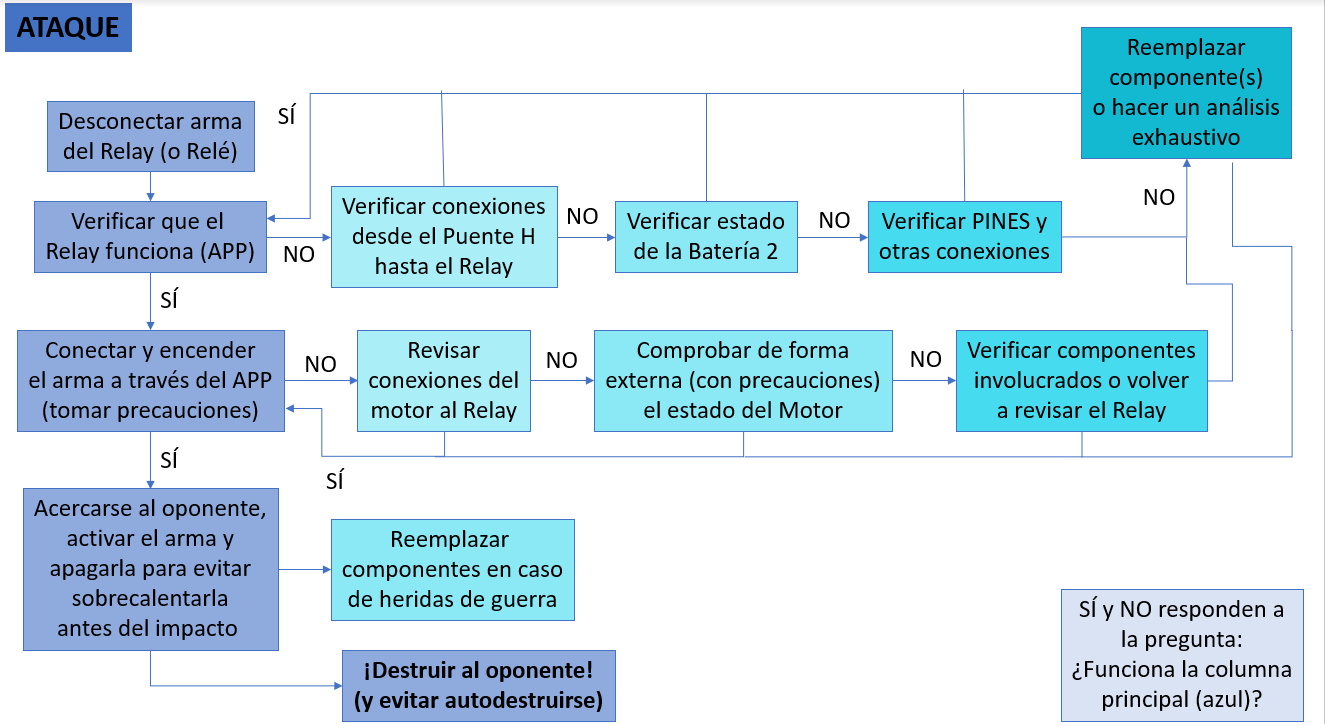 ATAQUE
Reemplazar
componente(s)
o hacer un análisis
exhaustivo
SÍ
Desconectar arma
del Relay (o Relé)
NO
Verificar que el
Relay funciona (APP)
NO
Verificar conexiones
desde el Puente H
hasta el Relay
NO
Verificar estado
de la Batería 2
NO
Verificar PINES y
otras conexiones
SÍ
Conectar y encender
el arma a través del APP
(tomar precauciones)
NO
Revisar
conexiones del
motor al Relay
NO
Comprobar de forma
externa (con precauciones)
el estado del Motor
NO
Verificar componentes
involucrados o volver
a revisar el Relay
SÍ
SÍ
Acercarse al oponente,
activar el arma y
apagarla para evitar
sobrecalentarla
antes del impacto
Reemplazar
componentes en caso
de heridas de guerra
¡Destruir al oponente!
(y evitar autodestruirse)
SÍ y NO responden a
la pregunta:
¿Funciona la columna
principal (azul)?